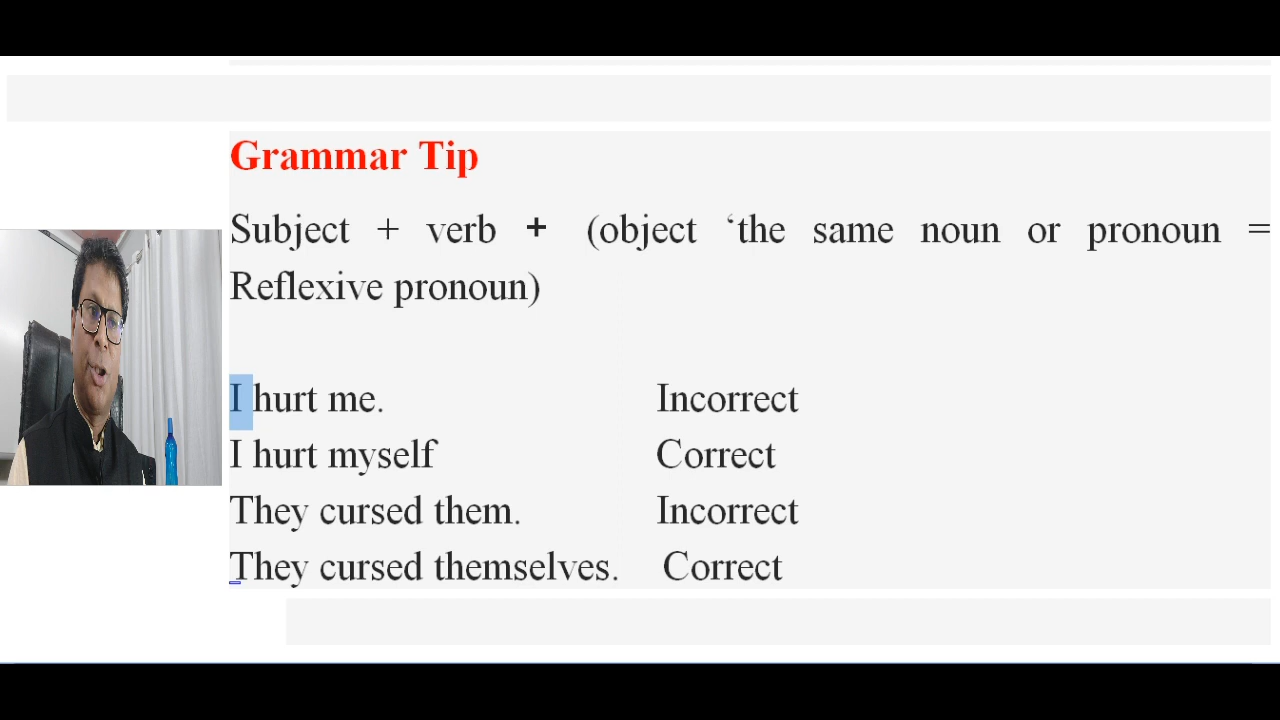 Grammar Tip
Subject + verb + (object ‘the same noun or pronoun =
Reflexive pronoun)
I hurt me. Incorrect
I hurt myself Correct
They cursed them. Incorrect
They cursed themselves. Correct